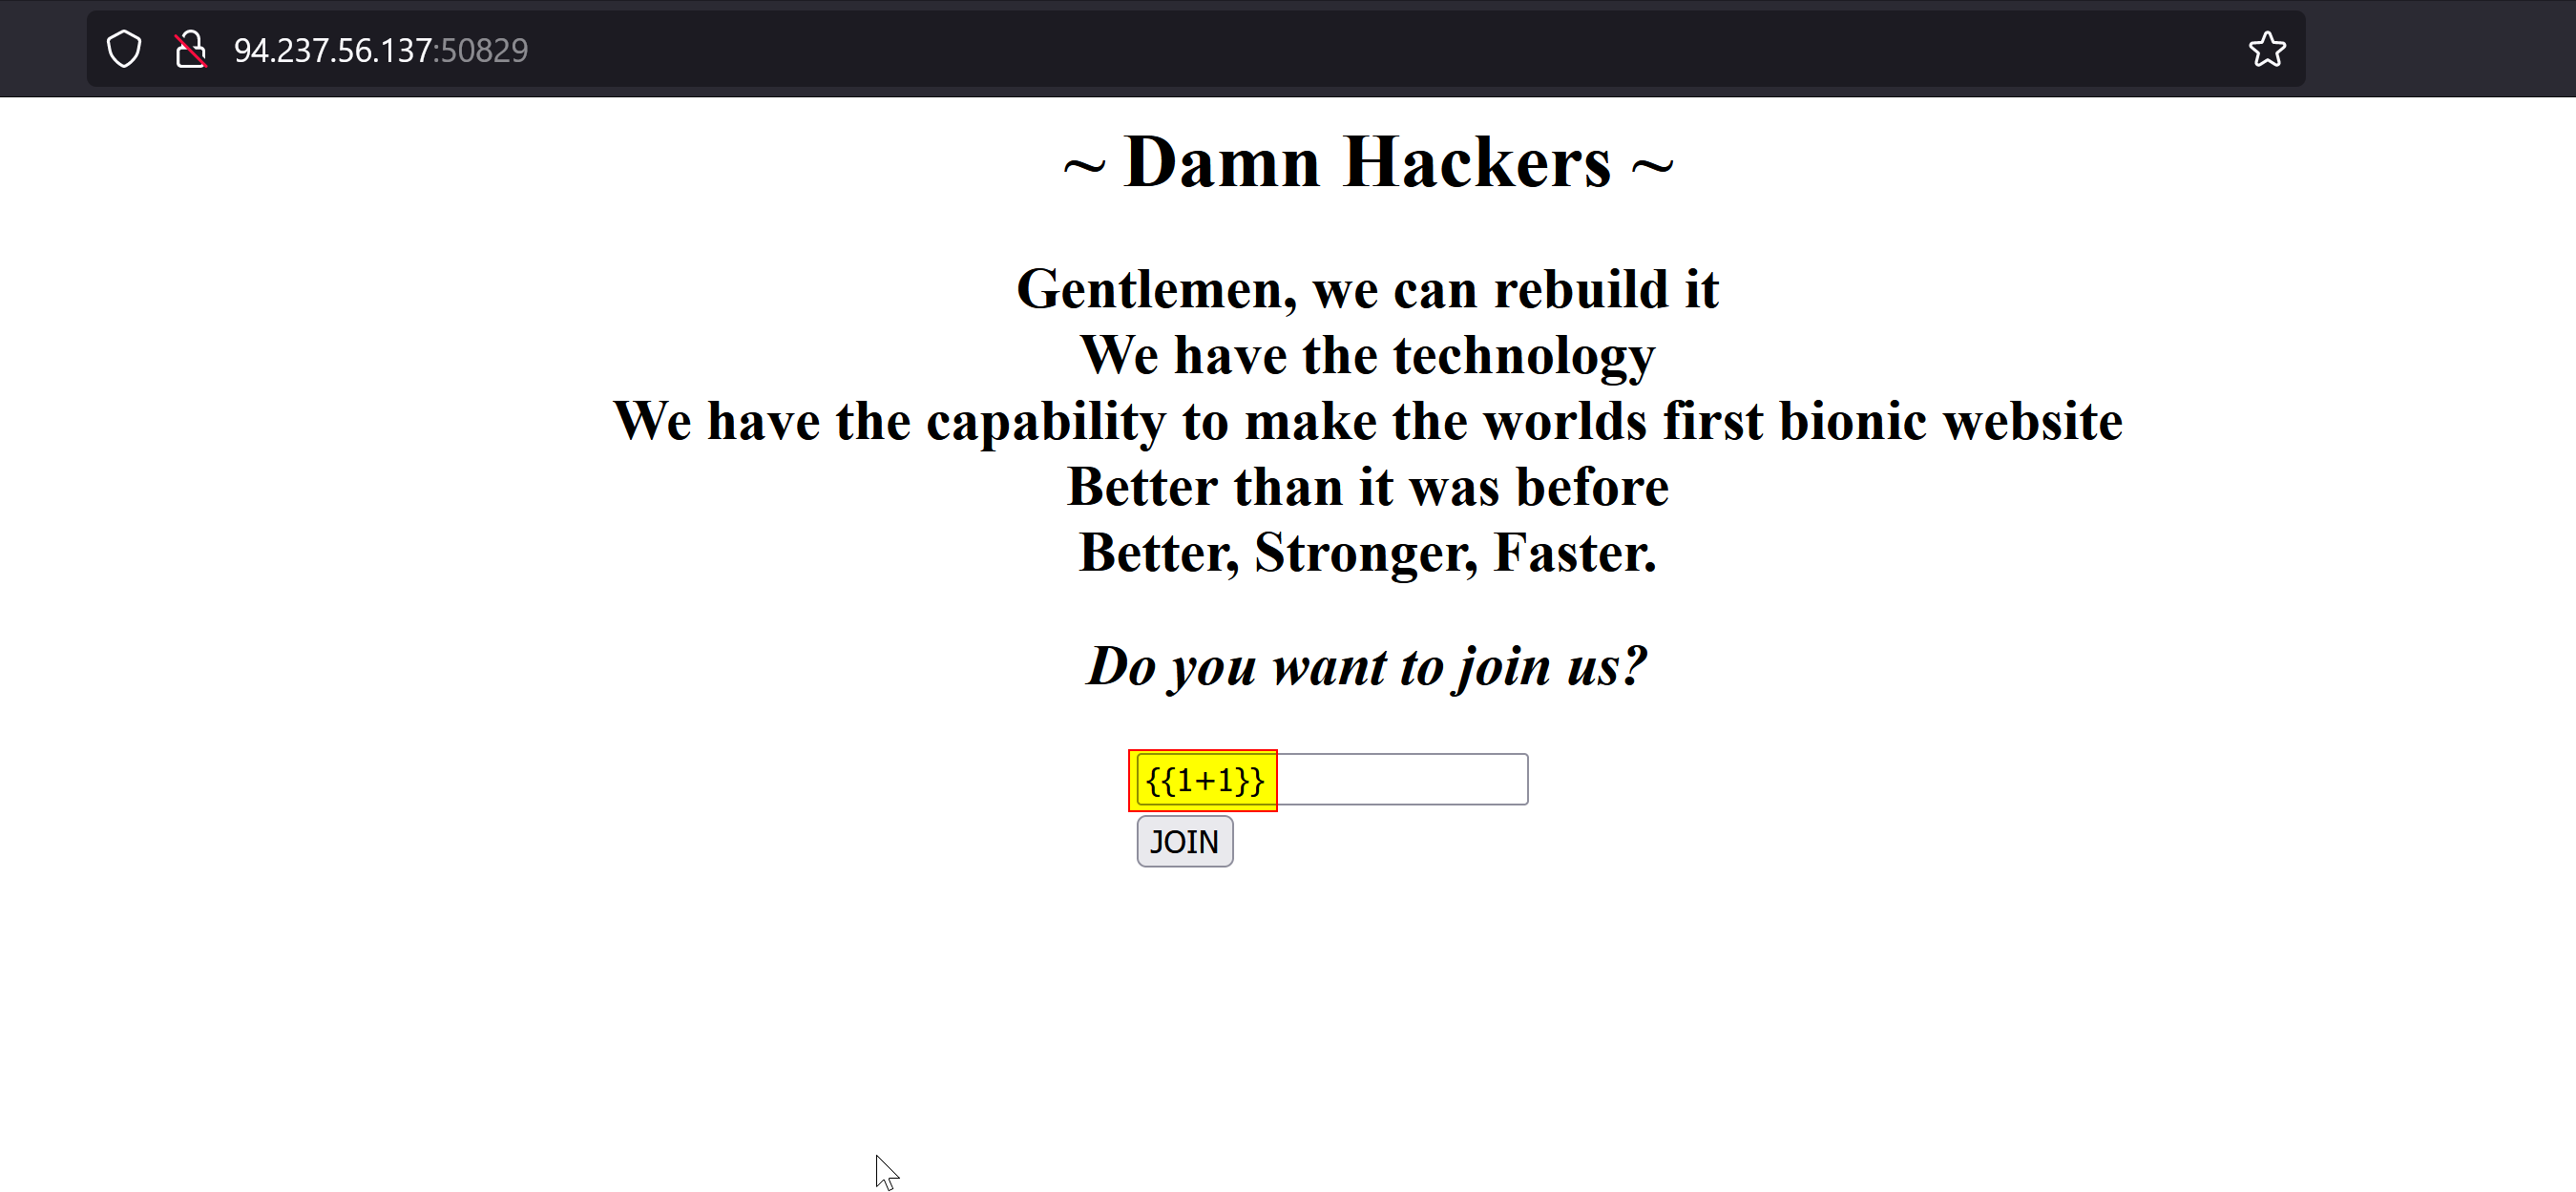 94.237.56.137:50829
~ Damn Hackers ~
Gentlemen, we can rebuild it
We have the technology
We have the capability to make the worlds first bionic website
Better than it was before
Better, Stronger, Faster.
Do you want to join us?
{{1+1}}
JOIN